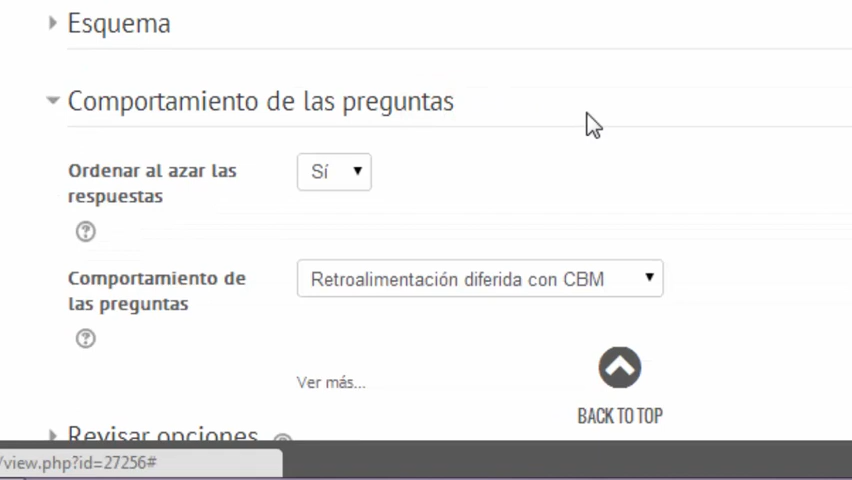 Esquema
Comportamiento de las preguntas
Ordenar al azar las
respuestas
Sí
Comportamiento de
las preguntas
Retroalimentación diferida con CBM
Ver más...
BACK TO TOP
Revisar opciones
/view.php?id=27256#